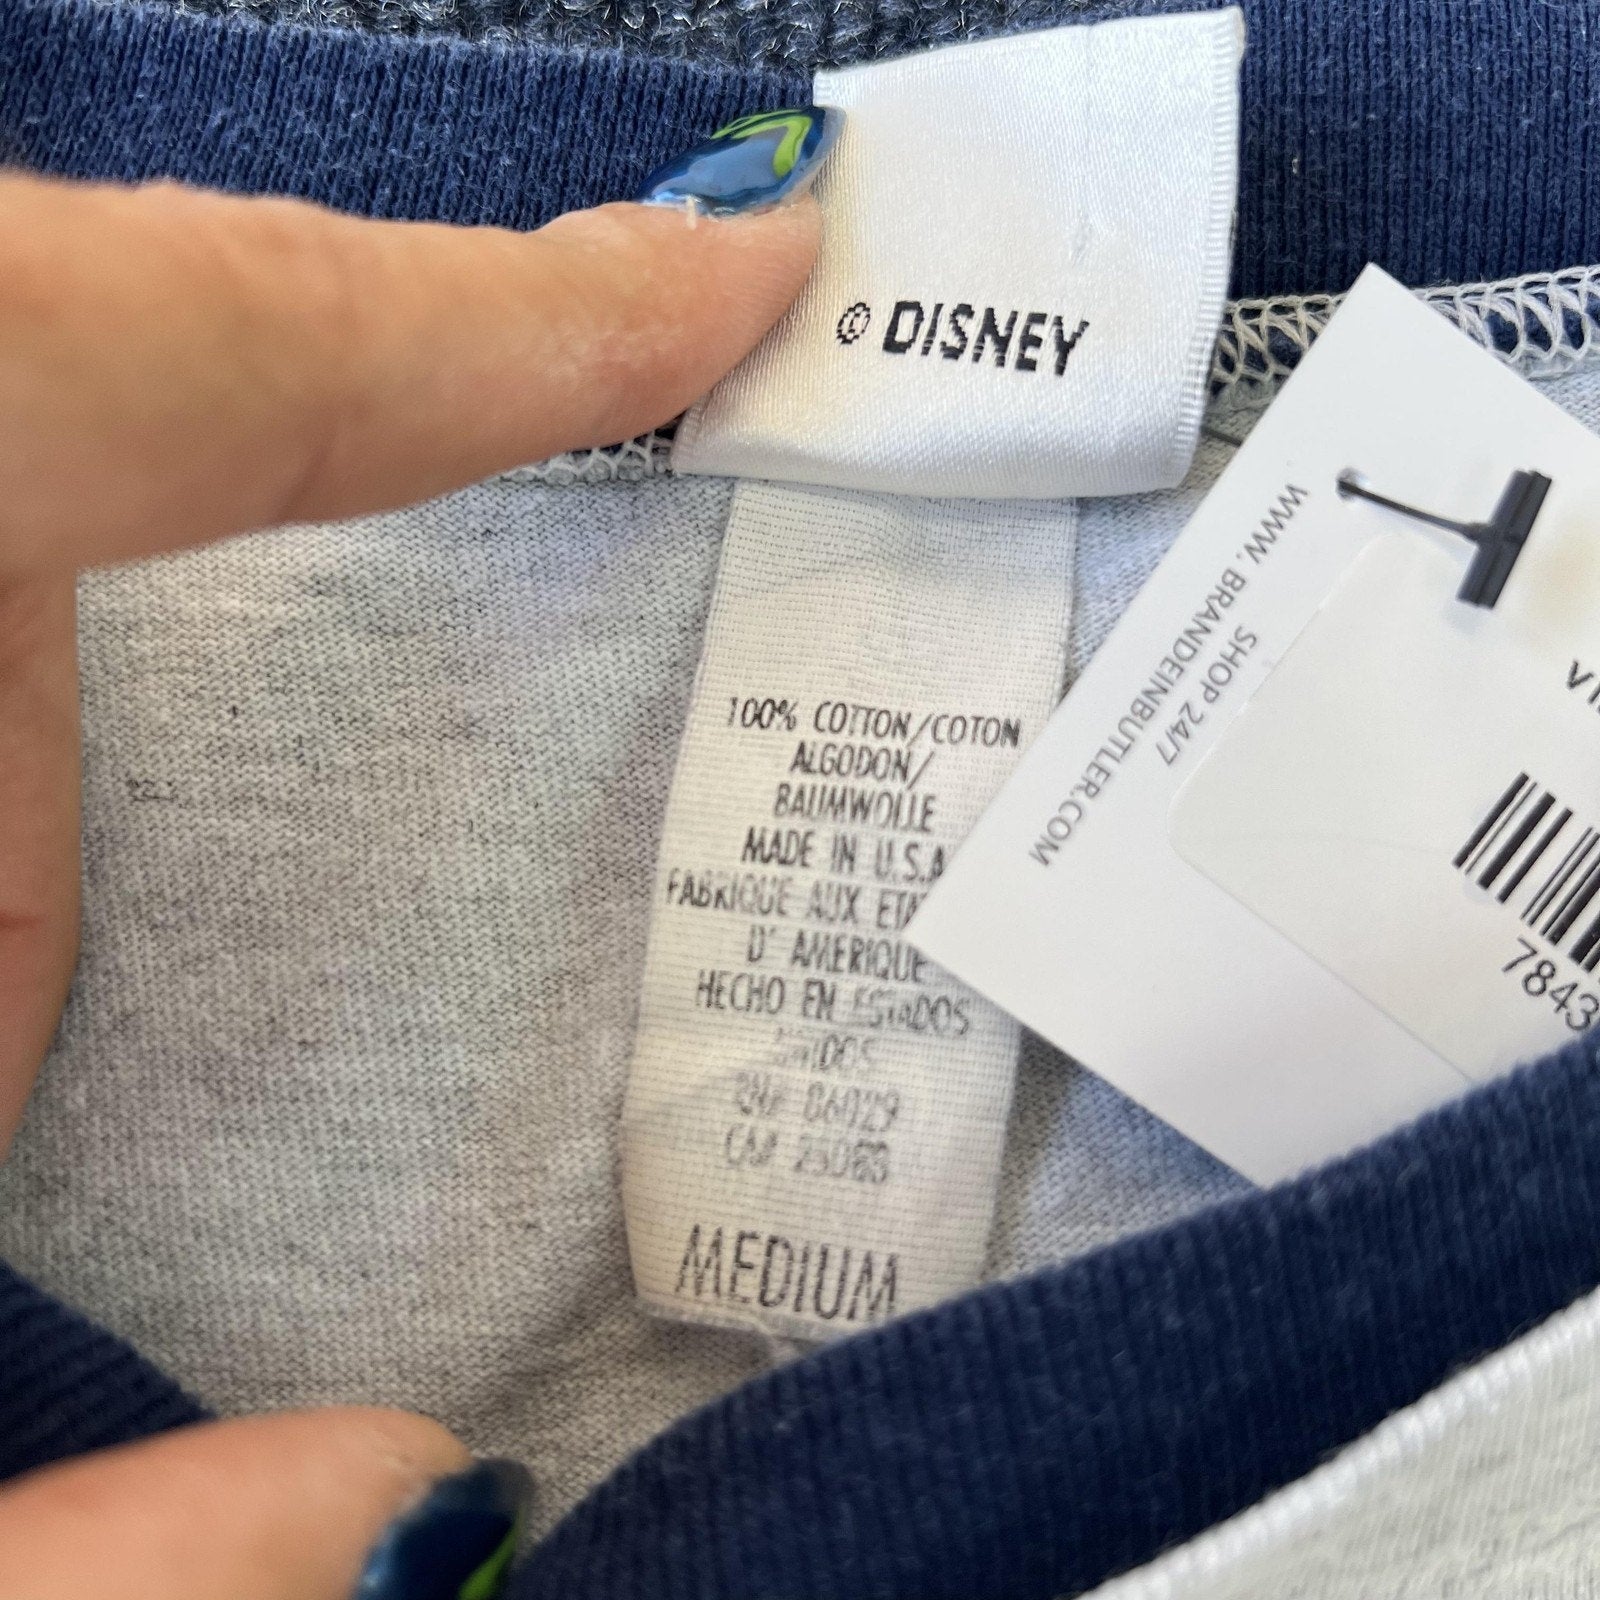 © DISNEY
100% COTTON/COTON
ALGODON/
BAUMWOLLE
MADE IN U.S.A
FABRIQUE AUX
D' AMERIQUE
HECHO EN ESTADOS
86029
MEDIUM
WWW. BRANDEINBUTLER.COM
SHOP 24/7
7843